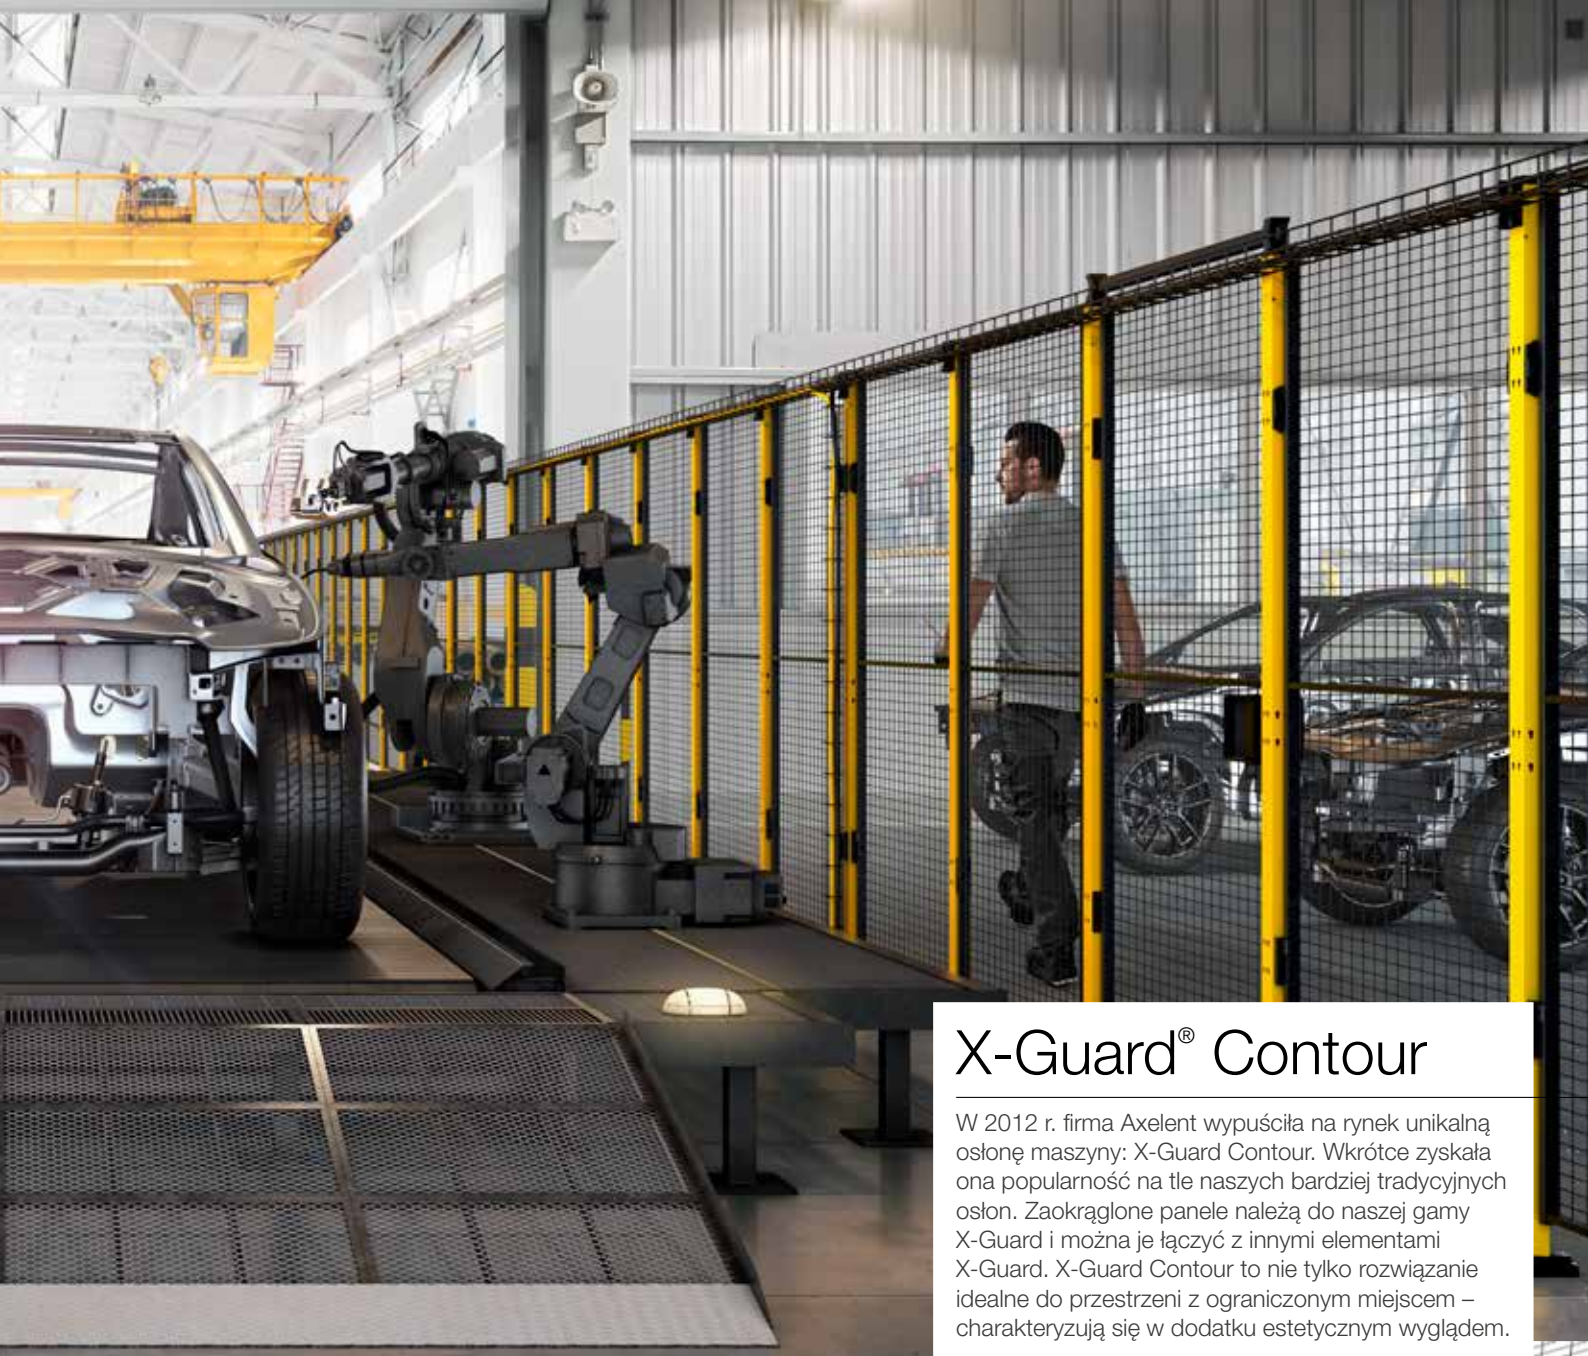 X-Guard® Contour
W 2012 r. firma Axelent wypuściła na rynek unikalną
osłonę maszyny: X-Guard Contour. Wkrótce zyskała
ona popularność na tle naszych bardziej tradycyjnych
osłon. Zaokrąglone panele należą do naszej gamy
X-Guard i można je łączyć z innymi elementami
X-Guard. X-Guard Contour to nie tylko rozwiązanie
idealne do przestrzeni z ograniczonym miejscem –
charakteryzują się w dodatku estetycznym wyglądem.